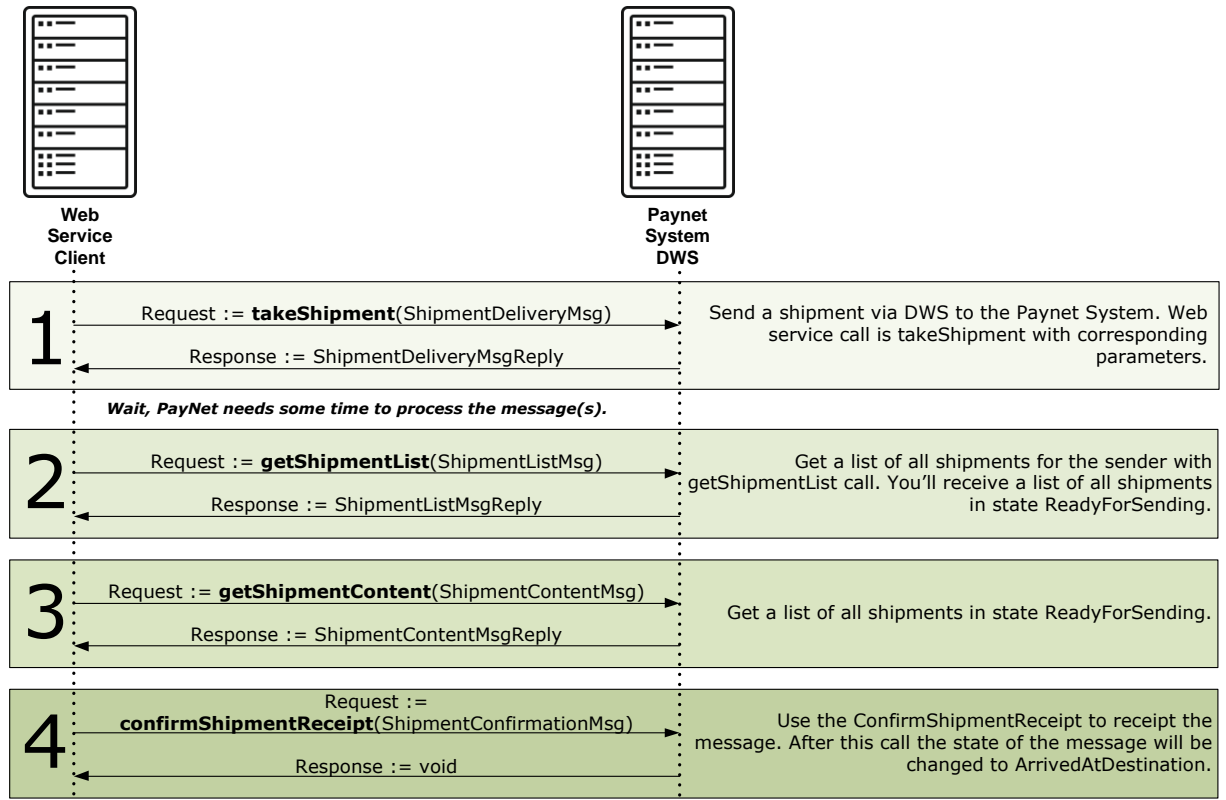 Web
Service
Client
Paynet
System
DWS
1
Request := takeShipment(ShipmentDeliveryMsg)
Response := ShipmentDeliveryMsgReply
Send a shipment via DWS to the Paynet System. Web
service call is takeShipment with corresponding
parameters.
Wait, PayNet needs some time to process the message(s).
2
Request := getShipmentList(ShipmentListMsg)
Response := ShipmentListMsgReply
Get a list of all shipments for the sender with
getShipmentList call. You’ll receive a list of all shipments
in state ReadyForSending.
3
Request := getShipmentContent(ShipmentContentMsg)
Response := ShipmentContentMsgReply
Get a list of all shipments in state ReadyForSending.
4
Request :=
confirmShipmentReceipt(ShipmentConfirmationMsg)
Response := void
Use the ConfirmShipmentReceipt to receipt the
message. After this call the state of the message will be
changed to ArrivedAtDestination.